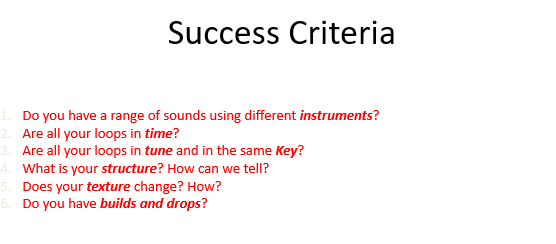 Success Criteria
1. Do you have a range of sounds using different instruments?
2. Are all your loops in time?
3. Are all your loops in tune and in the same Key?
4. What is your structure? How can we tell?
5. Does your texture change? How?
6. Do you have builds and drops?